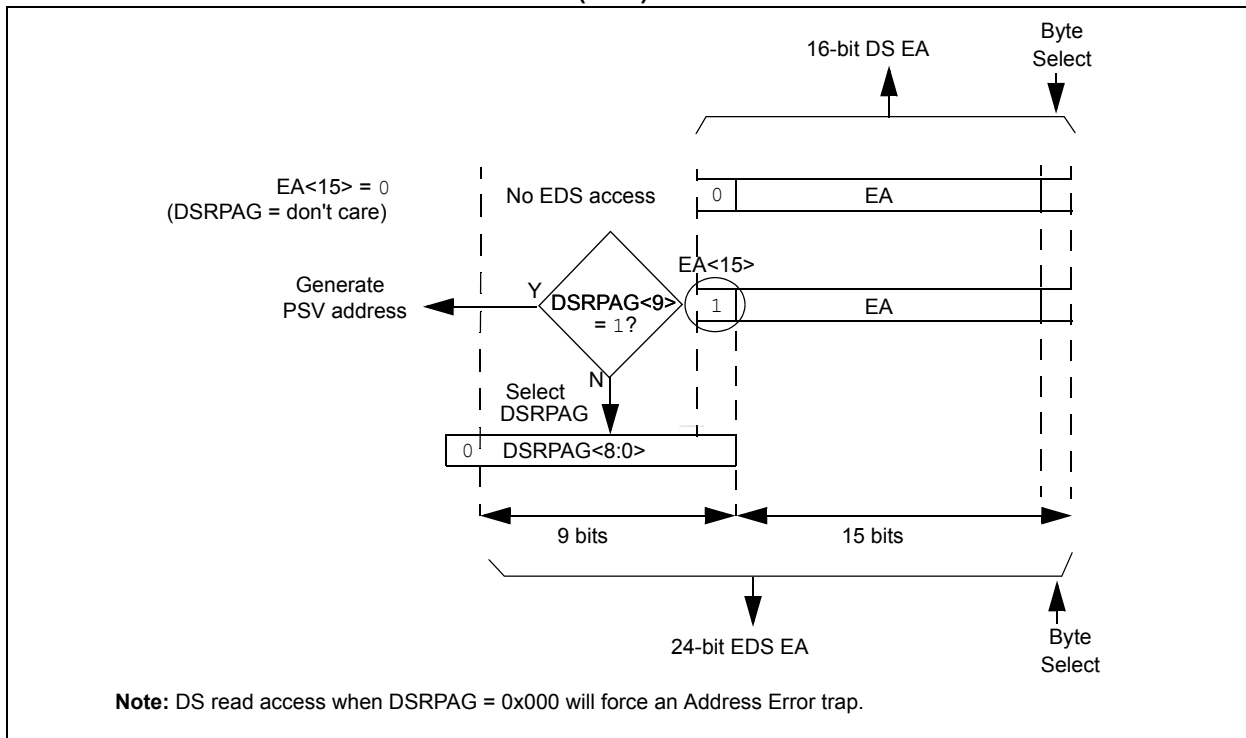 16-bit DS EA
Byte
Select
EA<15> = 0
(DSRPAG = don't care)
No EDS access
0
EA
EA<15>
Generate
PSV address
Y
DSRPAG<9>
= 1?
1
EA
N
Select
DSRPAG
0
DSRPAG<8:0>
9 bits
15 bits
24-bit EDS EA
Byte
Select
Note: DS read access when DSRPAG = 0x000 will force an Address Error trap.